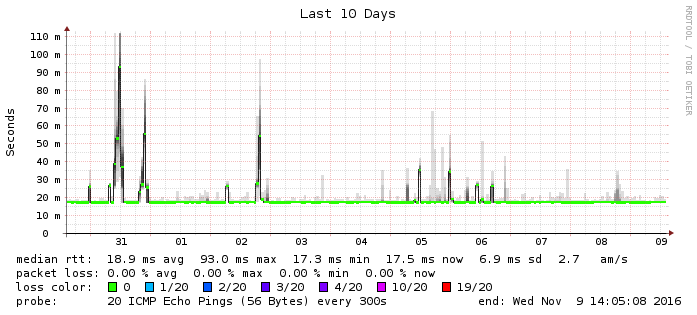 Last 10 Days
RRDTOOL / TOBI OETIKER
Seconds
110 m
100 m
90 m
80 m
70 m
60 m
50 m
40 m
30 m
20 m
10 m
0
31 01 02 03 04 05 06 07 08 09
median rtt: 18.9 ms avg 93.0 ms max 17.3 ms min 17.5 ms now 6.9 ms sd 2.7 am/s
packet loss: 0.00 % avg 0.00 % max 0.00 % min 0.00 % now
loss color: 0 1/20 2/20 3/20 4/20 10/20 19/20
probe: 20 ICMP Echo Pings (56 Bytes) every 300s end: Wed Nov 9 14:05:08 2016